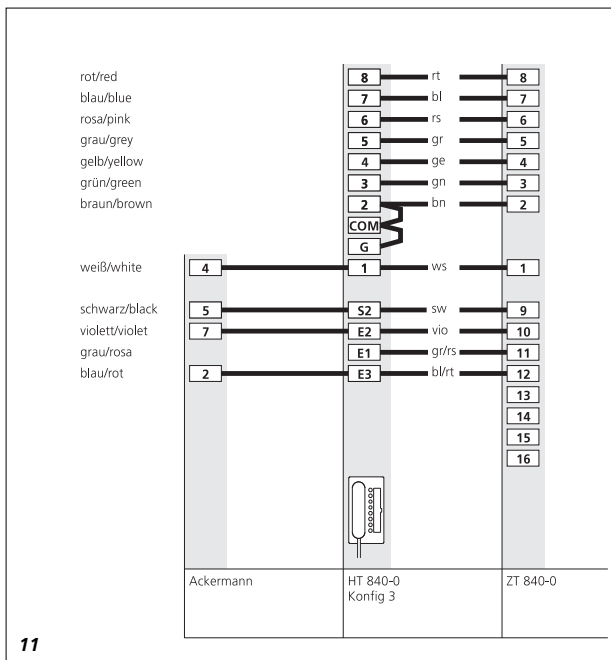 rot/red 8 rt 8
blau/blue 7 bl 7
rosa/pink 6 rs 6
grau/grey 5 gr 5
gelb/yellow 4 ge 4
grün/green 3 gn 3
braun/brown 2 bn 2
COM
G
weiß/white 4 1 ws 1
schwarz/black 5 S2 sw 9
violett/violet 7 E2 vio 10
grau/rosa E1 gr/rs 11
blau/rot 2 E3 bl/rt 12
13
14
15
16
Ackermann HT 840-0 ZT 840-0
Konfig 3
11